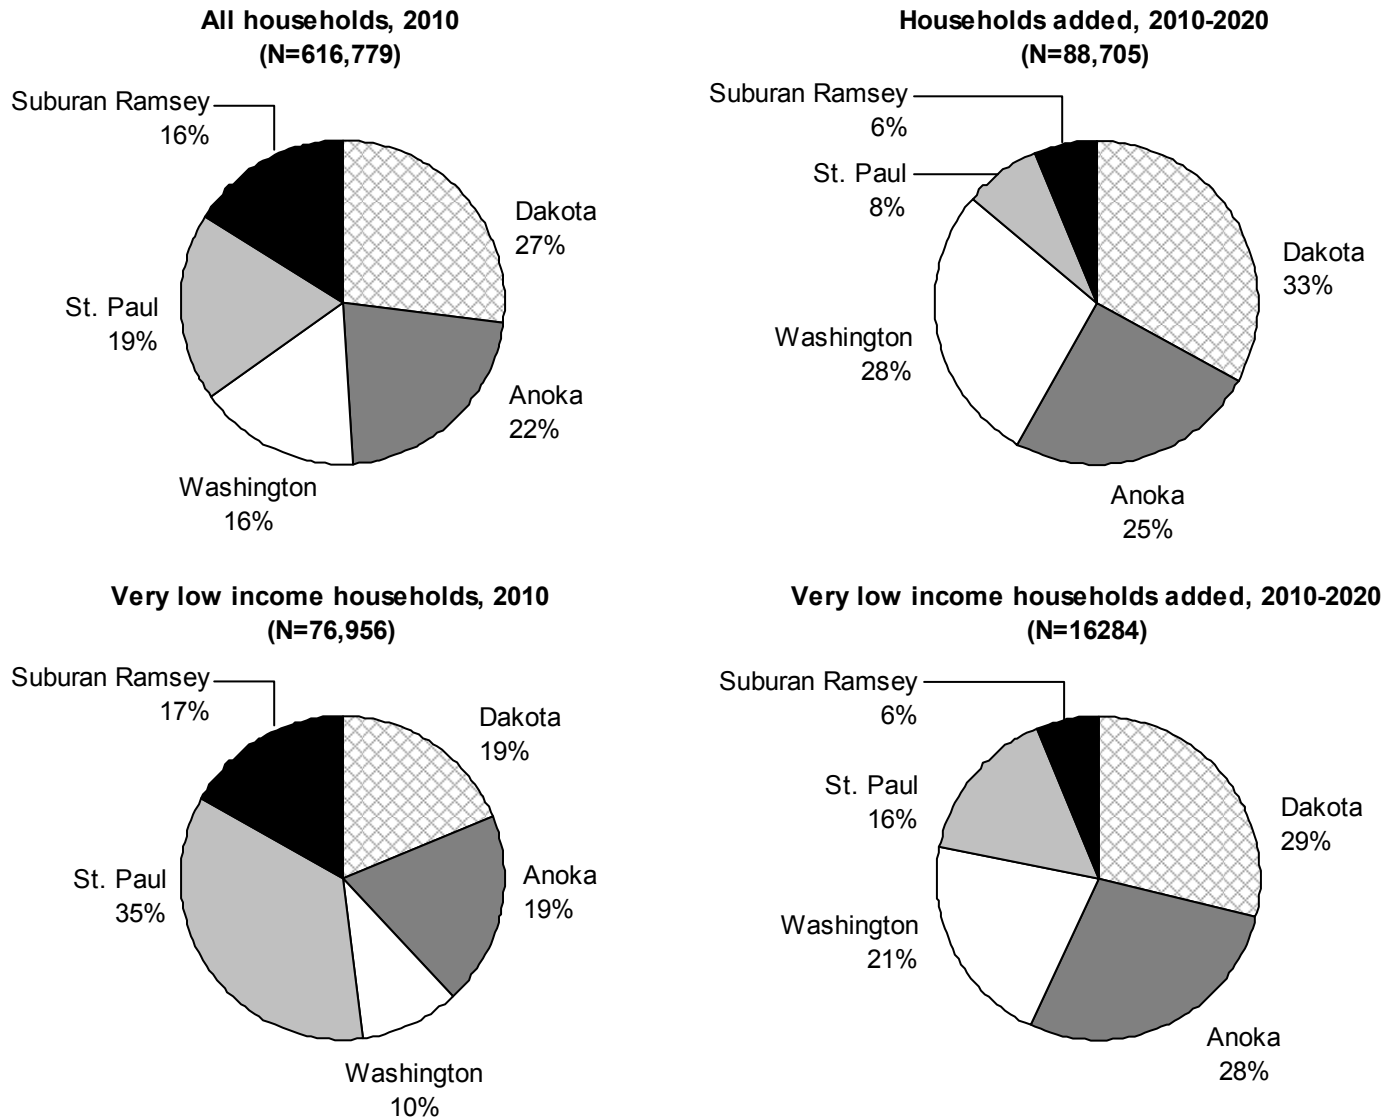 All households, 2010
(N=616,779)
Suburan Ramsey
16%
Dakota
27%
St. Paul
19%
Anoka
22%
Washington
16%
Households added, 2010-2020
(N=88,705)
Suburan Ramsey
6%
St. Paul
8%
Dakota
33%
Washington
28%
Anoka
25%
Very low income households, 2010
(N=76,956)
Suburan Ramsey
17%
Dakota
19%
St. Paul
35%
Anoka
19%
Washington
10%
Very low income households added, 2010-2020
(N=16284)
Suburan Ramsey
6%
St. Paul
16%
Dakota
29%
Washington
21%
Anoka
28%